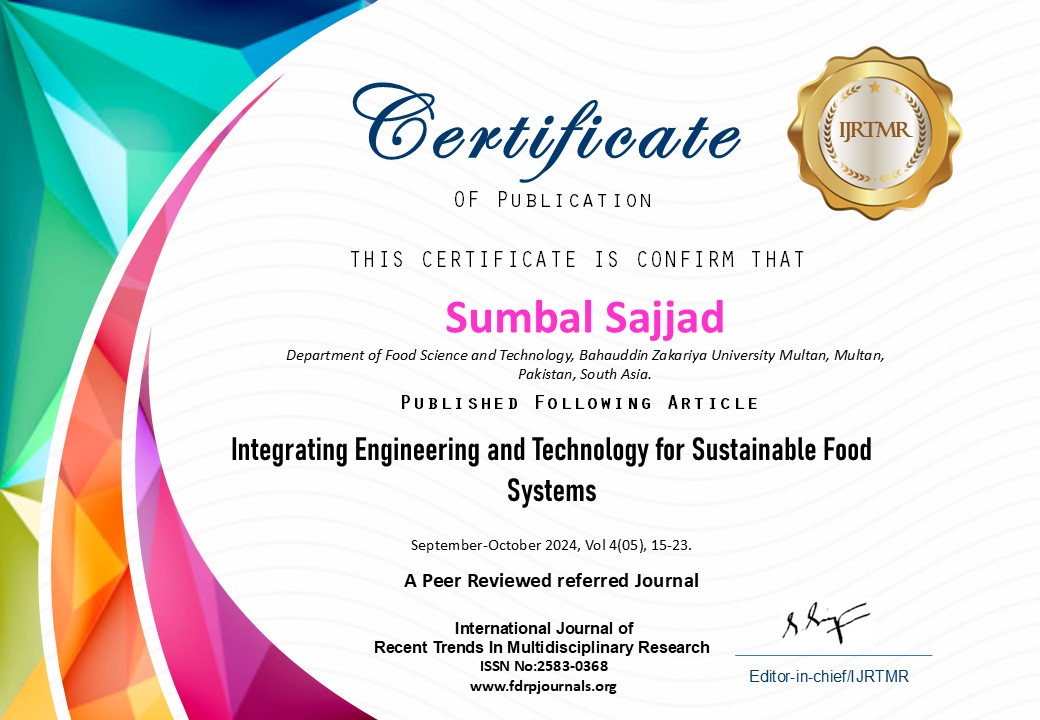 Certificate
OF PUBLICATION
IJRTMR
THIS CERTIFICATE IS CONFIRM THAT
Sumbal Sajjad
Department of Food Science and Technology, Bahauddin Zakariya University Multan, Multan,
Pakistan, South Asia.
PUBLISHED FOLLOWING ARTICLE
Integrating Engineering and Technology for Sustainable Food
Systems
September-October 2024, Vol 4(05), 15-23.
A Peer Reviewed referred Journal
International Journal of
Recent Trends In Multidisciplinary Research
ISSN No:2583-0368
www.fdrpjournals.org
Editor-in-chief/IJRTMR